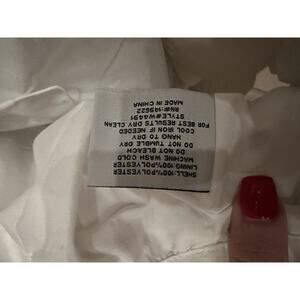 SHELL:100%POLYESTER
LINING:100%POLYESTER
MACHINE WASH COLD
DO NOT BLEACH
DO NOT TUMBLE DRY
HANG TO DRY
COOL IRON IF NEEDED
FOR BEST RESULTS DRY CLEAN
STYLE#W4491
RN#:149622
MADE IN CHINA